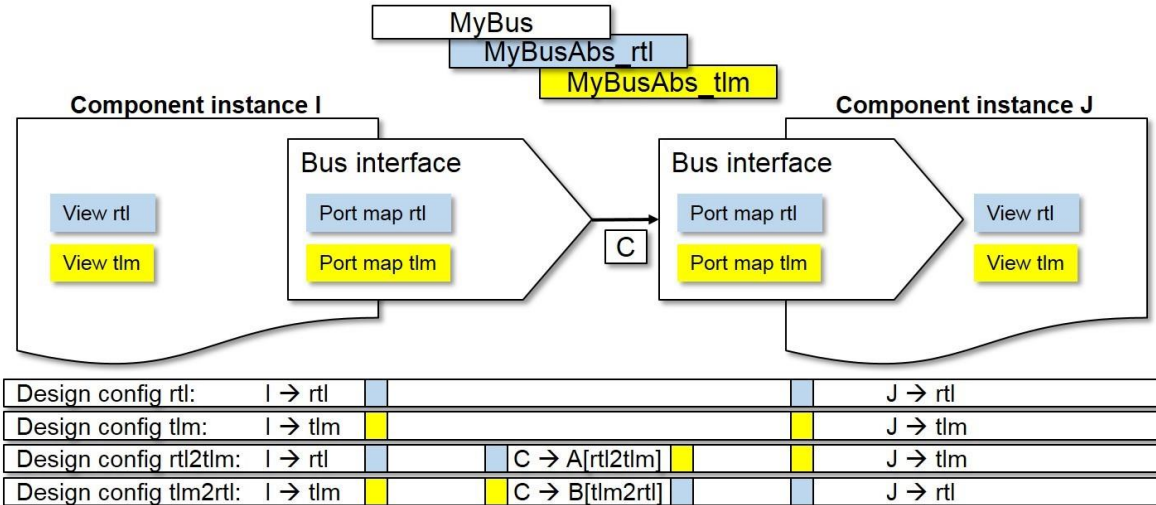 MyBus
MyBusAbs_rtl
MyBusAbs_tlm
Component instance I
Component instance J
Bus interface
Bus interface
View rtl
Port map rtl
Port map rtl
View rtl
C
View tlm
Port map tlm
Port map tlm
View tlm
Design config rtl: I → rtl J → rtl
Design config tlm: I → tlm J → tlm
Design config rtl2tlm: I → rtl C → A[rtl2tlm] J → tlm
Design config tlm2rtl: I → tlm C → B[tlm2rtl] J → rtl